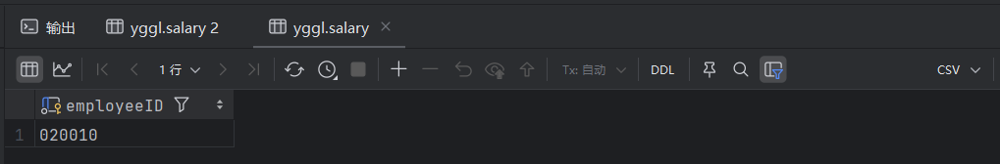 输出 yggl.salary 2 yggl.salary
1 行 Tx: 自动 DDL CSV
employeeID
1 020010